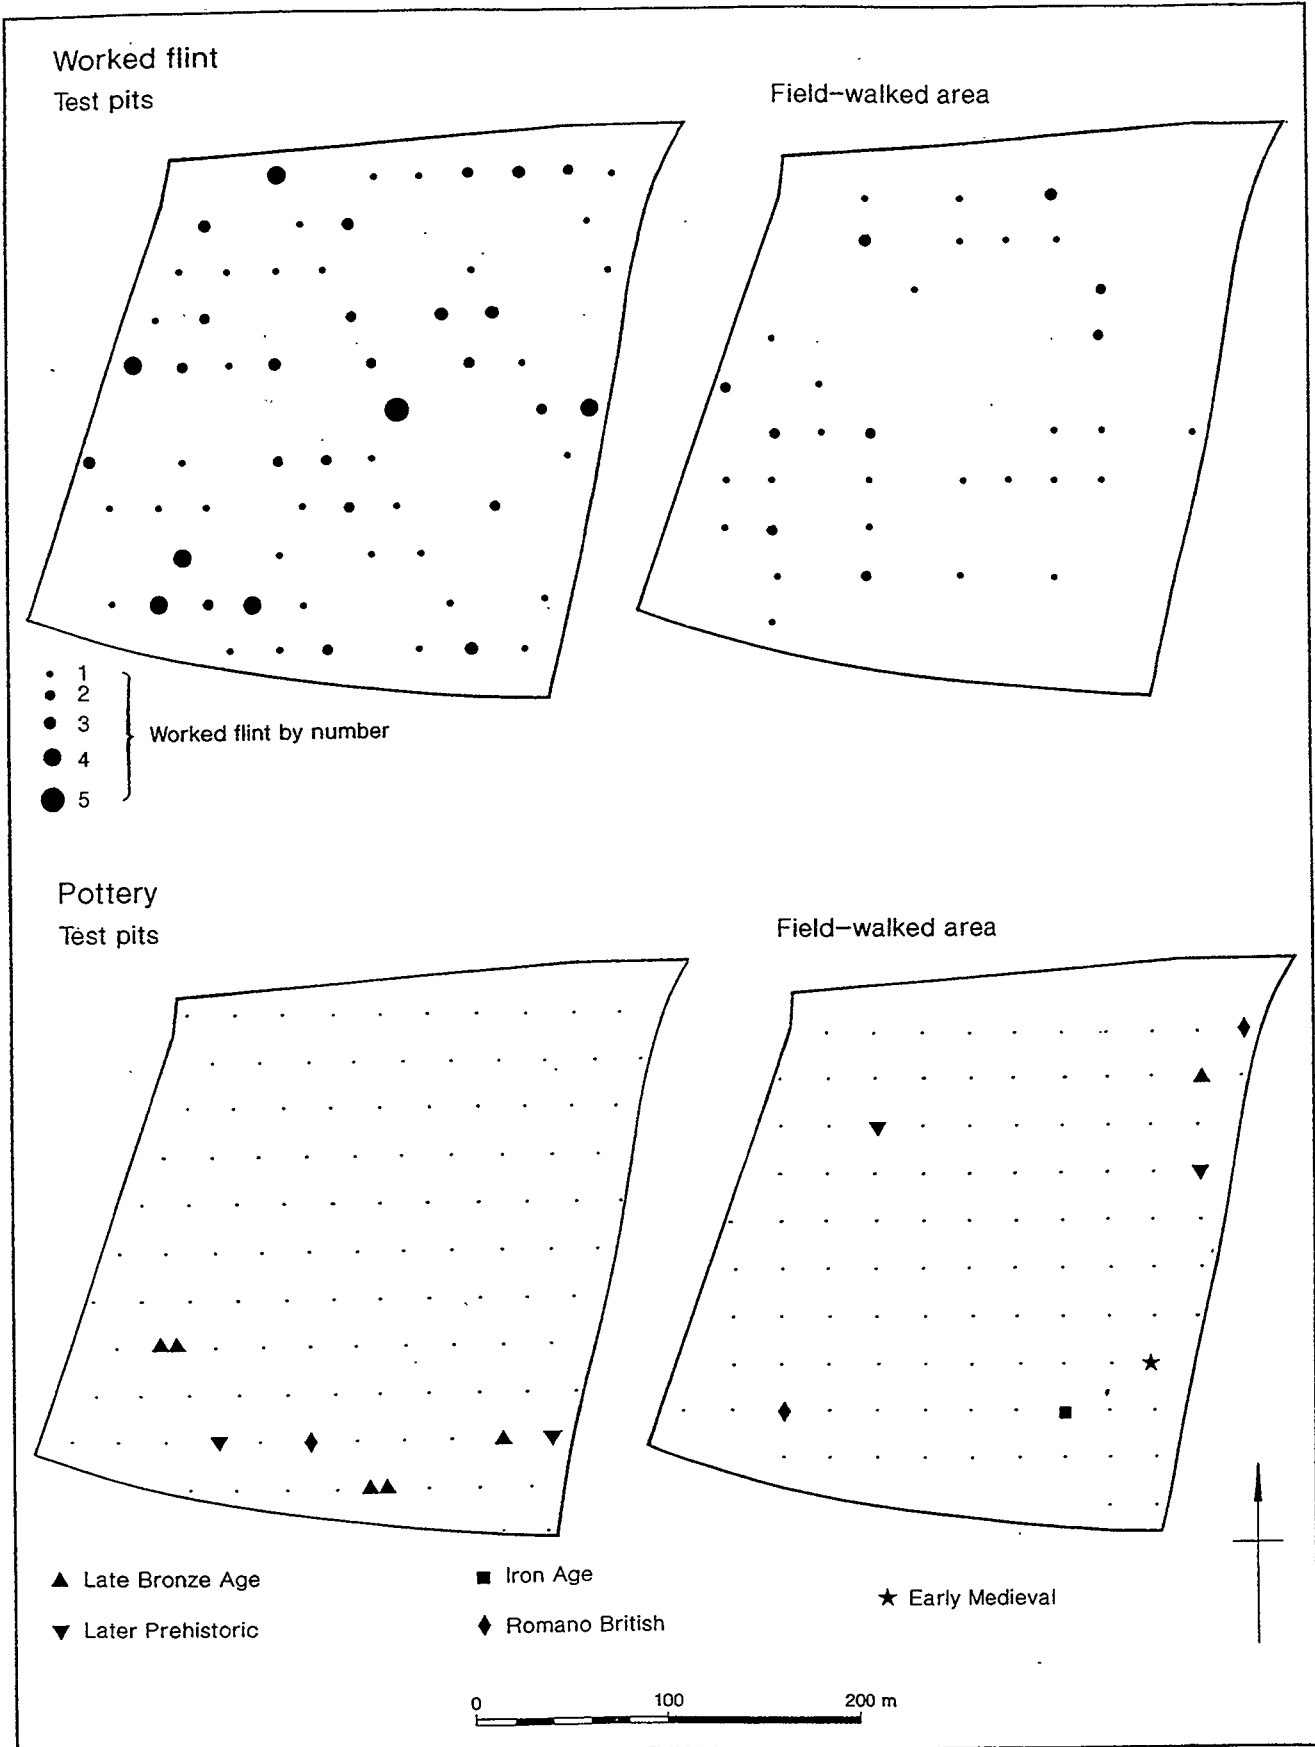 Worked flint
Test pits
Field-walked area
1
2
3
4
5
Worked flint by number
Pottery
Test pits
Field-walked area
Late Bronze Age
Later Prehistoric
Iron Age
Romano British
Early Medieval
0 100 200 m